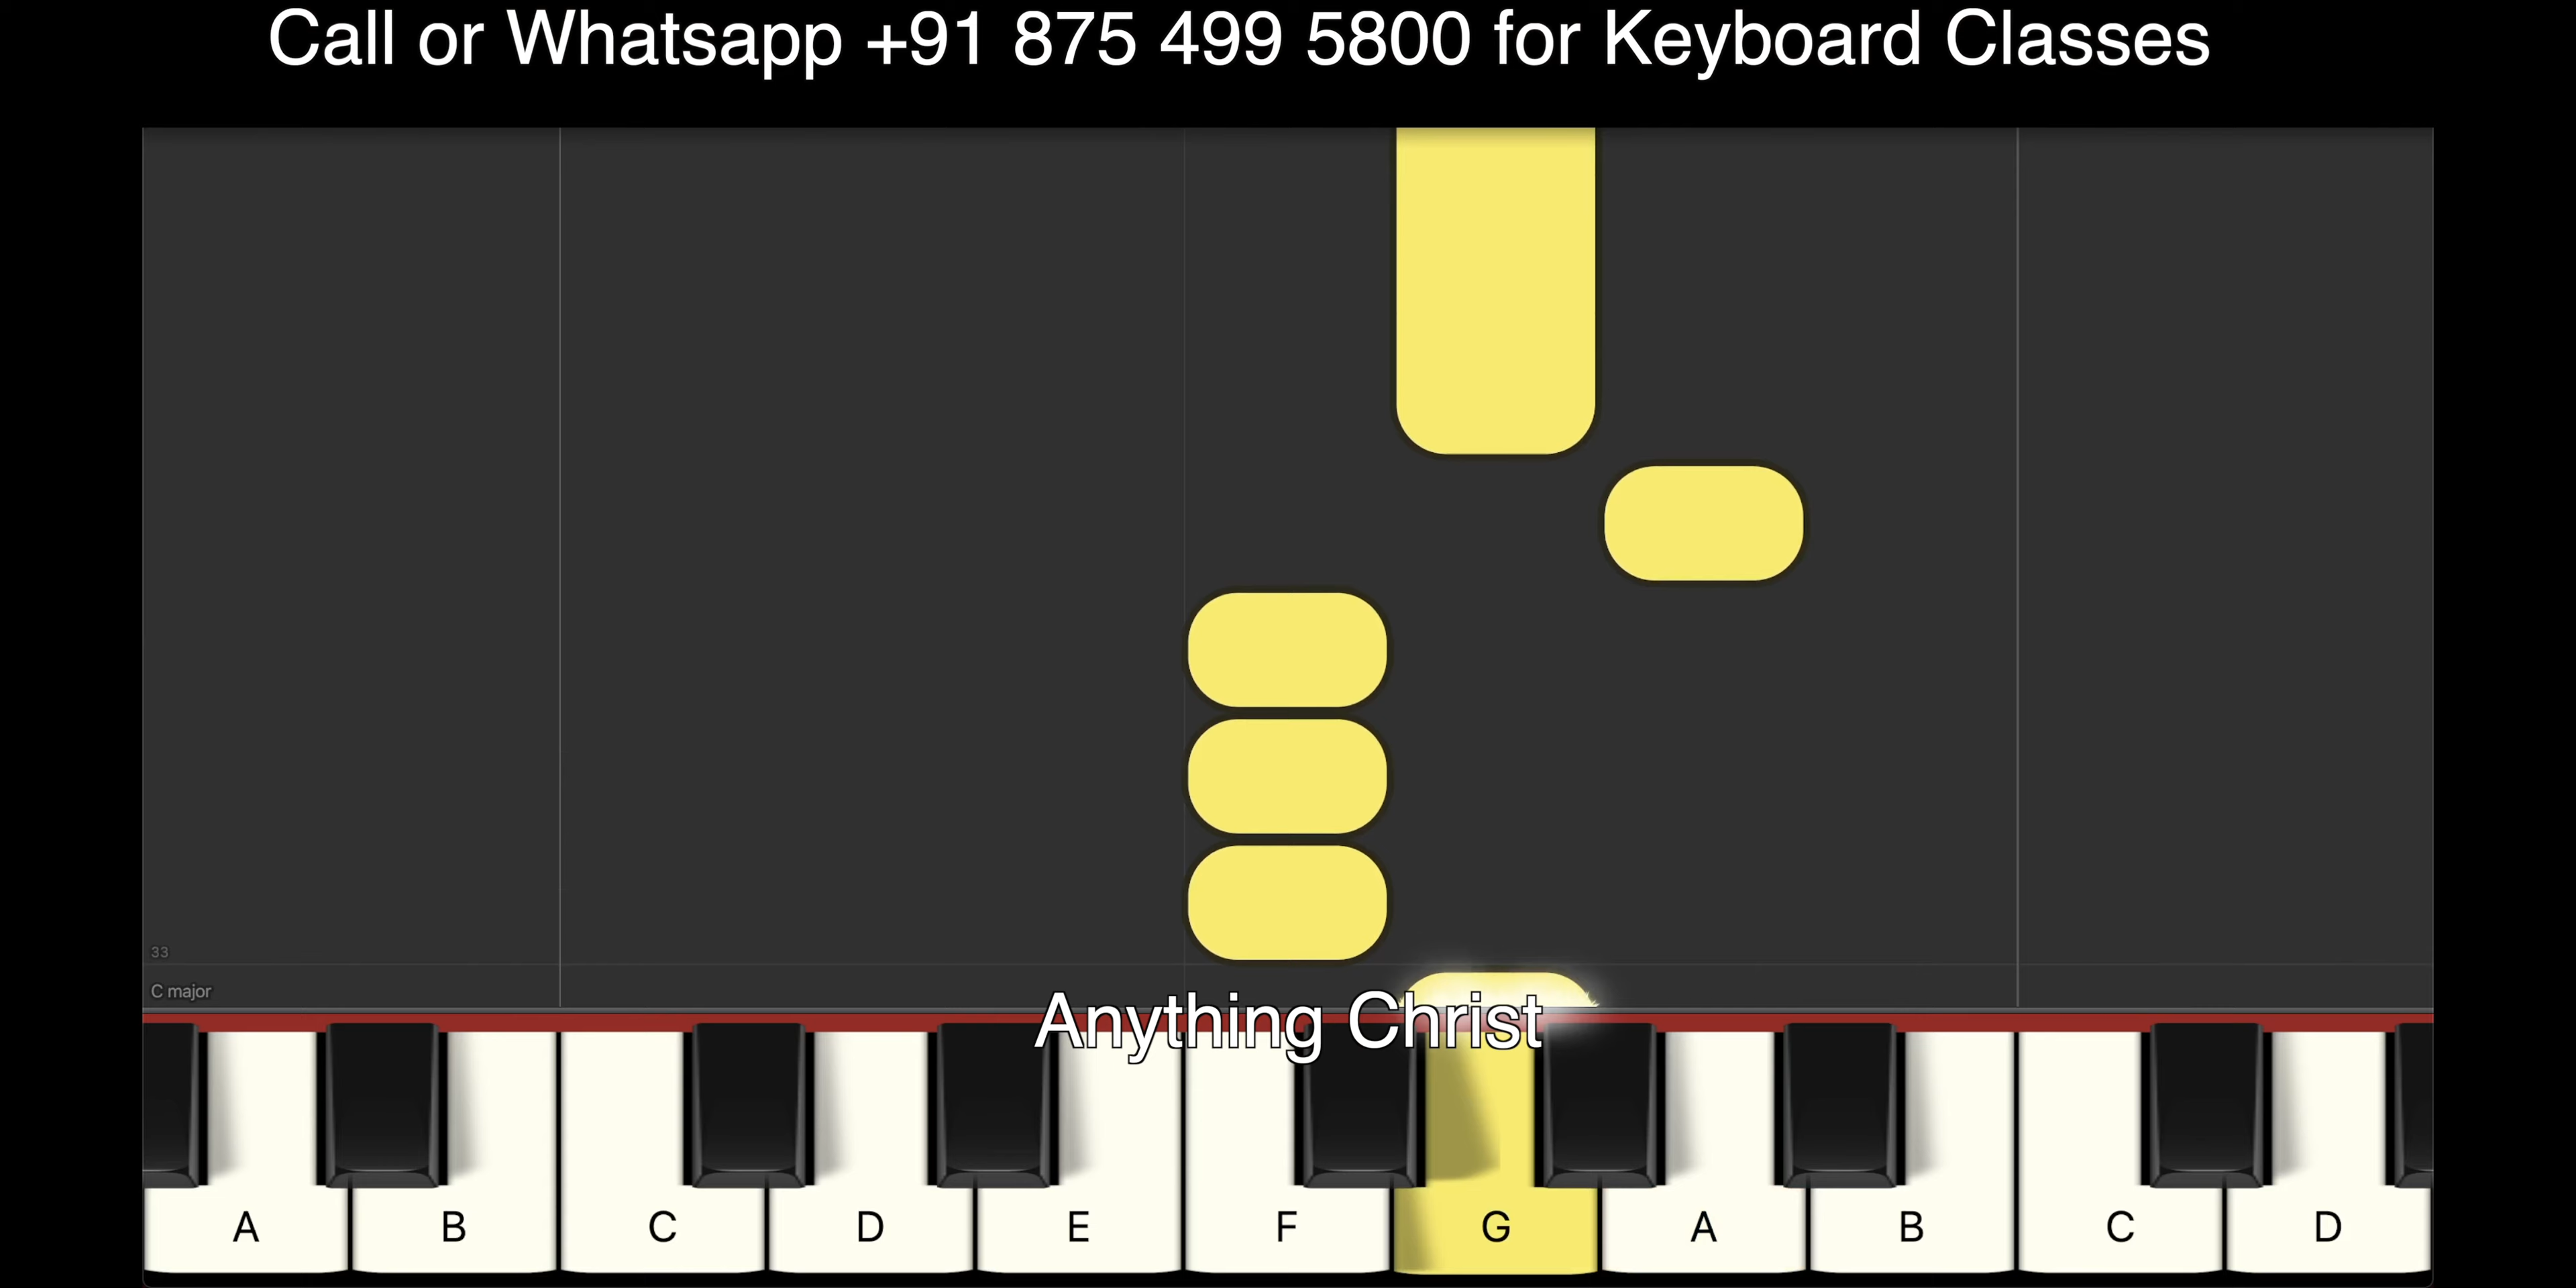 Call or Whatsapp +91 875 499 5800 for Keyboard Classes
33
C major
Anything Christ
A B C D E F G A B C D